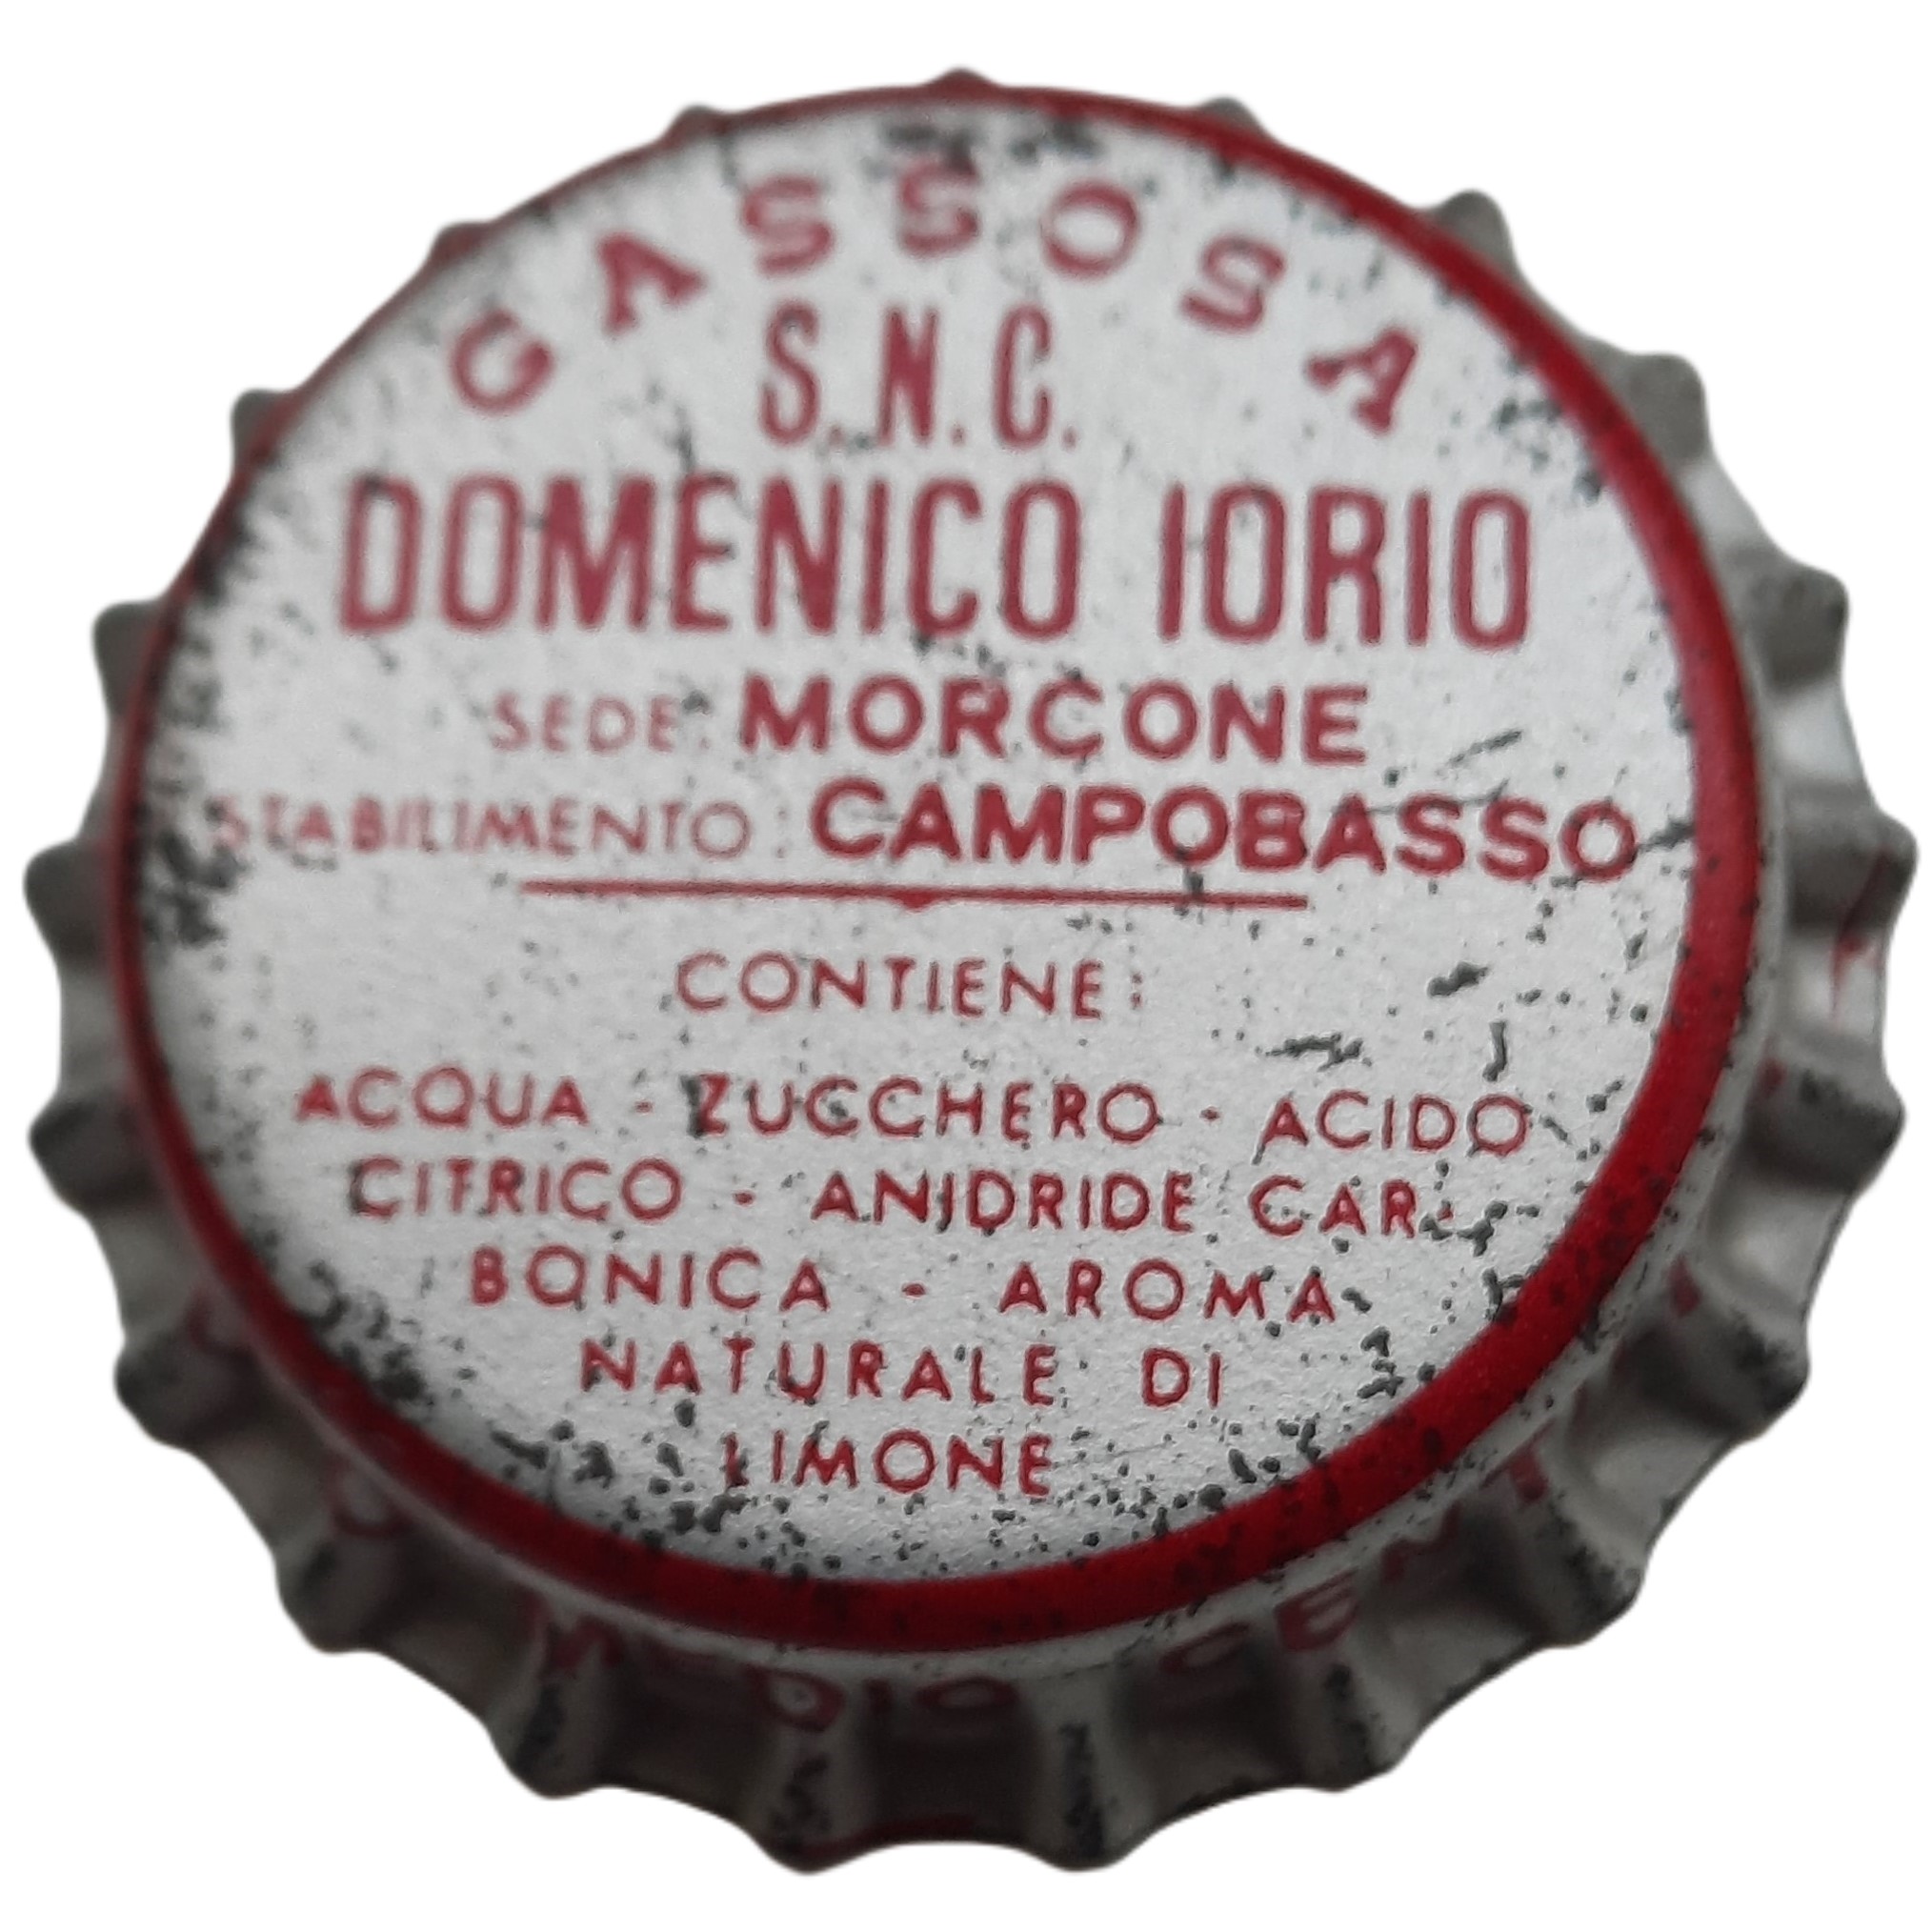 GASSOSA
S.N.C.
DOMENICO IORIO
SEDE: MORCONE
STABILIMENTO: CAMPOBASSO
CONTIENE:
ACQUA - ZUCCHERO - ACIDO
CITRICO - ANIDRIDE CAR-
BONICA - AROMA
NATURALE DI
LIMONE
MEDIO